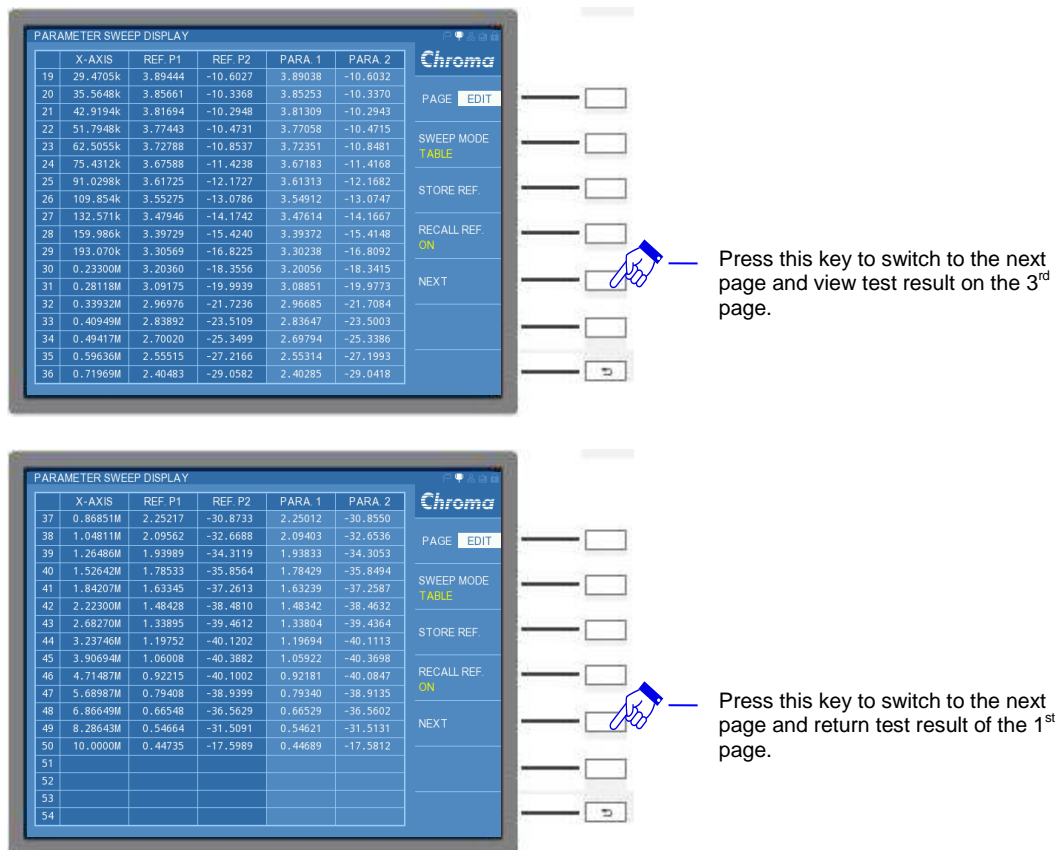 PARAMETER SWEEP DISPLAY
Chroma
X-AXIS REF. P1 REF. P2 PARA. 1 PARA. 2
19 29.4705k 3.89444 -10.6027 3.89038 -10.6032
20 35.5648k 3.85661 -10.3368 3.85253 -10.3370
21 42.9194k 3.81694 -10.2948 3.81309 -10.2943
22 51.7948k 3.77443 -10.4731 3.77058 -10.4715
23 62.5055k 3.72788 -10.8537 3.72351 -10.8481
24 75.4312k 3.67588 -11.4238 3.67183 -11.4168
25 91.0298k 3.61725 -12.1727 3.61313 -12.1682
26 109.854k 3.55275 -13.0786 3.54912 -13.0747
27 132.571k 3.47946 -14.1742 3.47614 -14.1667
28 159.986k 3.39729 -15.4240 3.39372 -15.4148
29 193.070k 3.30569 -16.8225 3.30238 -16.8092
30 0.23300M 3.20360 -18.3556 3.20056 -18.3415
31 0.28118M 3.09175 -19.9939 3.08851 -19.9773
32 0.33932M 2.96976 -21.7236 2.96685 -21.7084
33 0.40949M 2.83892 -23.5109 2.83647 -23.5003
34 0.49417M 2.70020 -25.3499 2.69794 -25.3386
35 0.59636M 2.55515 -27.2166 2.55314 -27.1993
36 0.71969M 2.40483 -29.0582 2.40285 -29.0418
PAGE EDIT
SWEEP MODE
TABLE
STORE REF.
RECALL REF.
ON
NEXT
Press this key to switch to the next
page and view test result on the 3rd
page.
PARAMETER SWEEP DISPLAY
Chroma
X-AXIS REF. P1 REF. P2 PARA. 1 PARA. 2
37 0.86851M 2.25217 -30.8733 2.25012 -30.8550
38 1.04811M 2.09562 -32.6688 2.09403 -32.6536
39 1.26486M 1.93989 -34.3119 1.93833 -34.3053
40 1.52642M 1.78533 -35.8564 1.78429 -35.8494
41 1.84207M 1.63345 -37.2613 1.63239 -37.2587
42 2.22300M 1.48428 -38.4810 1.48342 -38.4632
43 2.68270M 1.33895 -39.4612 1.33804 -39.4364
44 3.23746M 1.19752 -40.1202 1.19694 -40.1113
45 3.90694M 1.06008 -40.3882 1.05922 -40.3698
46 4.71487M 0.92215 -40.1002 0.92181 -40.0847
47 5.68987M 0.79408 -38.9399 0.79340 -38.9135
48 6.86649M 0.66548 -36.5629 0.66529 -36.5602
49 8.28643M 0.54664 -31.5091 0.54621 -31.5131
50 10.0000M 0.44735 -17.5989 0.44689 -17.5812
51
52
53
54
PAGE EDIT
SWEEP MODE
TABLE
STORE REF.
RECALL REF.
ON
NEXT
Press this key to switch to the next
page and return test result of the 1st
page.